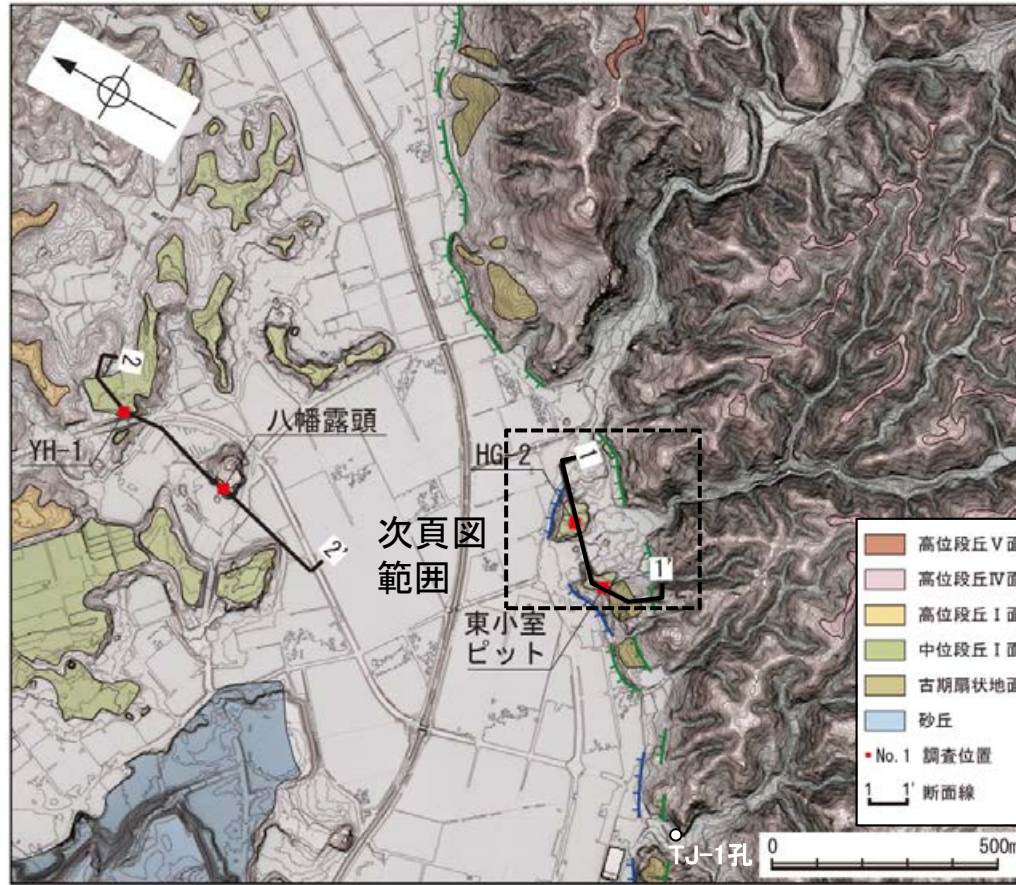 2
八幡露頭
YH-1
HG-2
1
次頁図
範囲
2'
1'
東小室
ピット
高位段丘Ⅴ面
高位段丘Ⅳ面
高位段丘Ⅰ面
中位段丘Ⅰ面
古期扇状地面
砂丘
No.1 調査位置
1 1' 断面線
TJ-1孔
0 500m